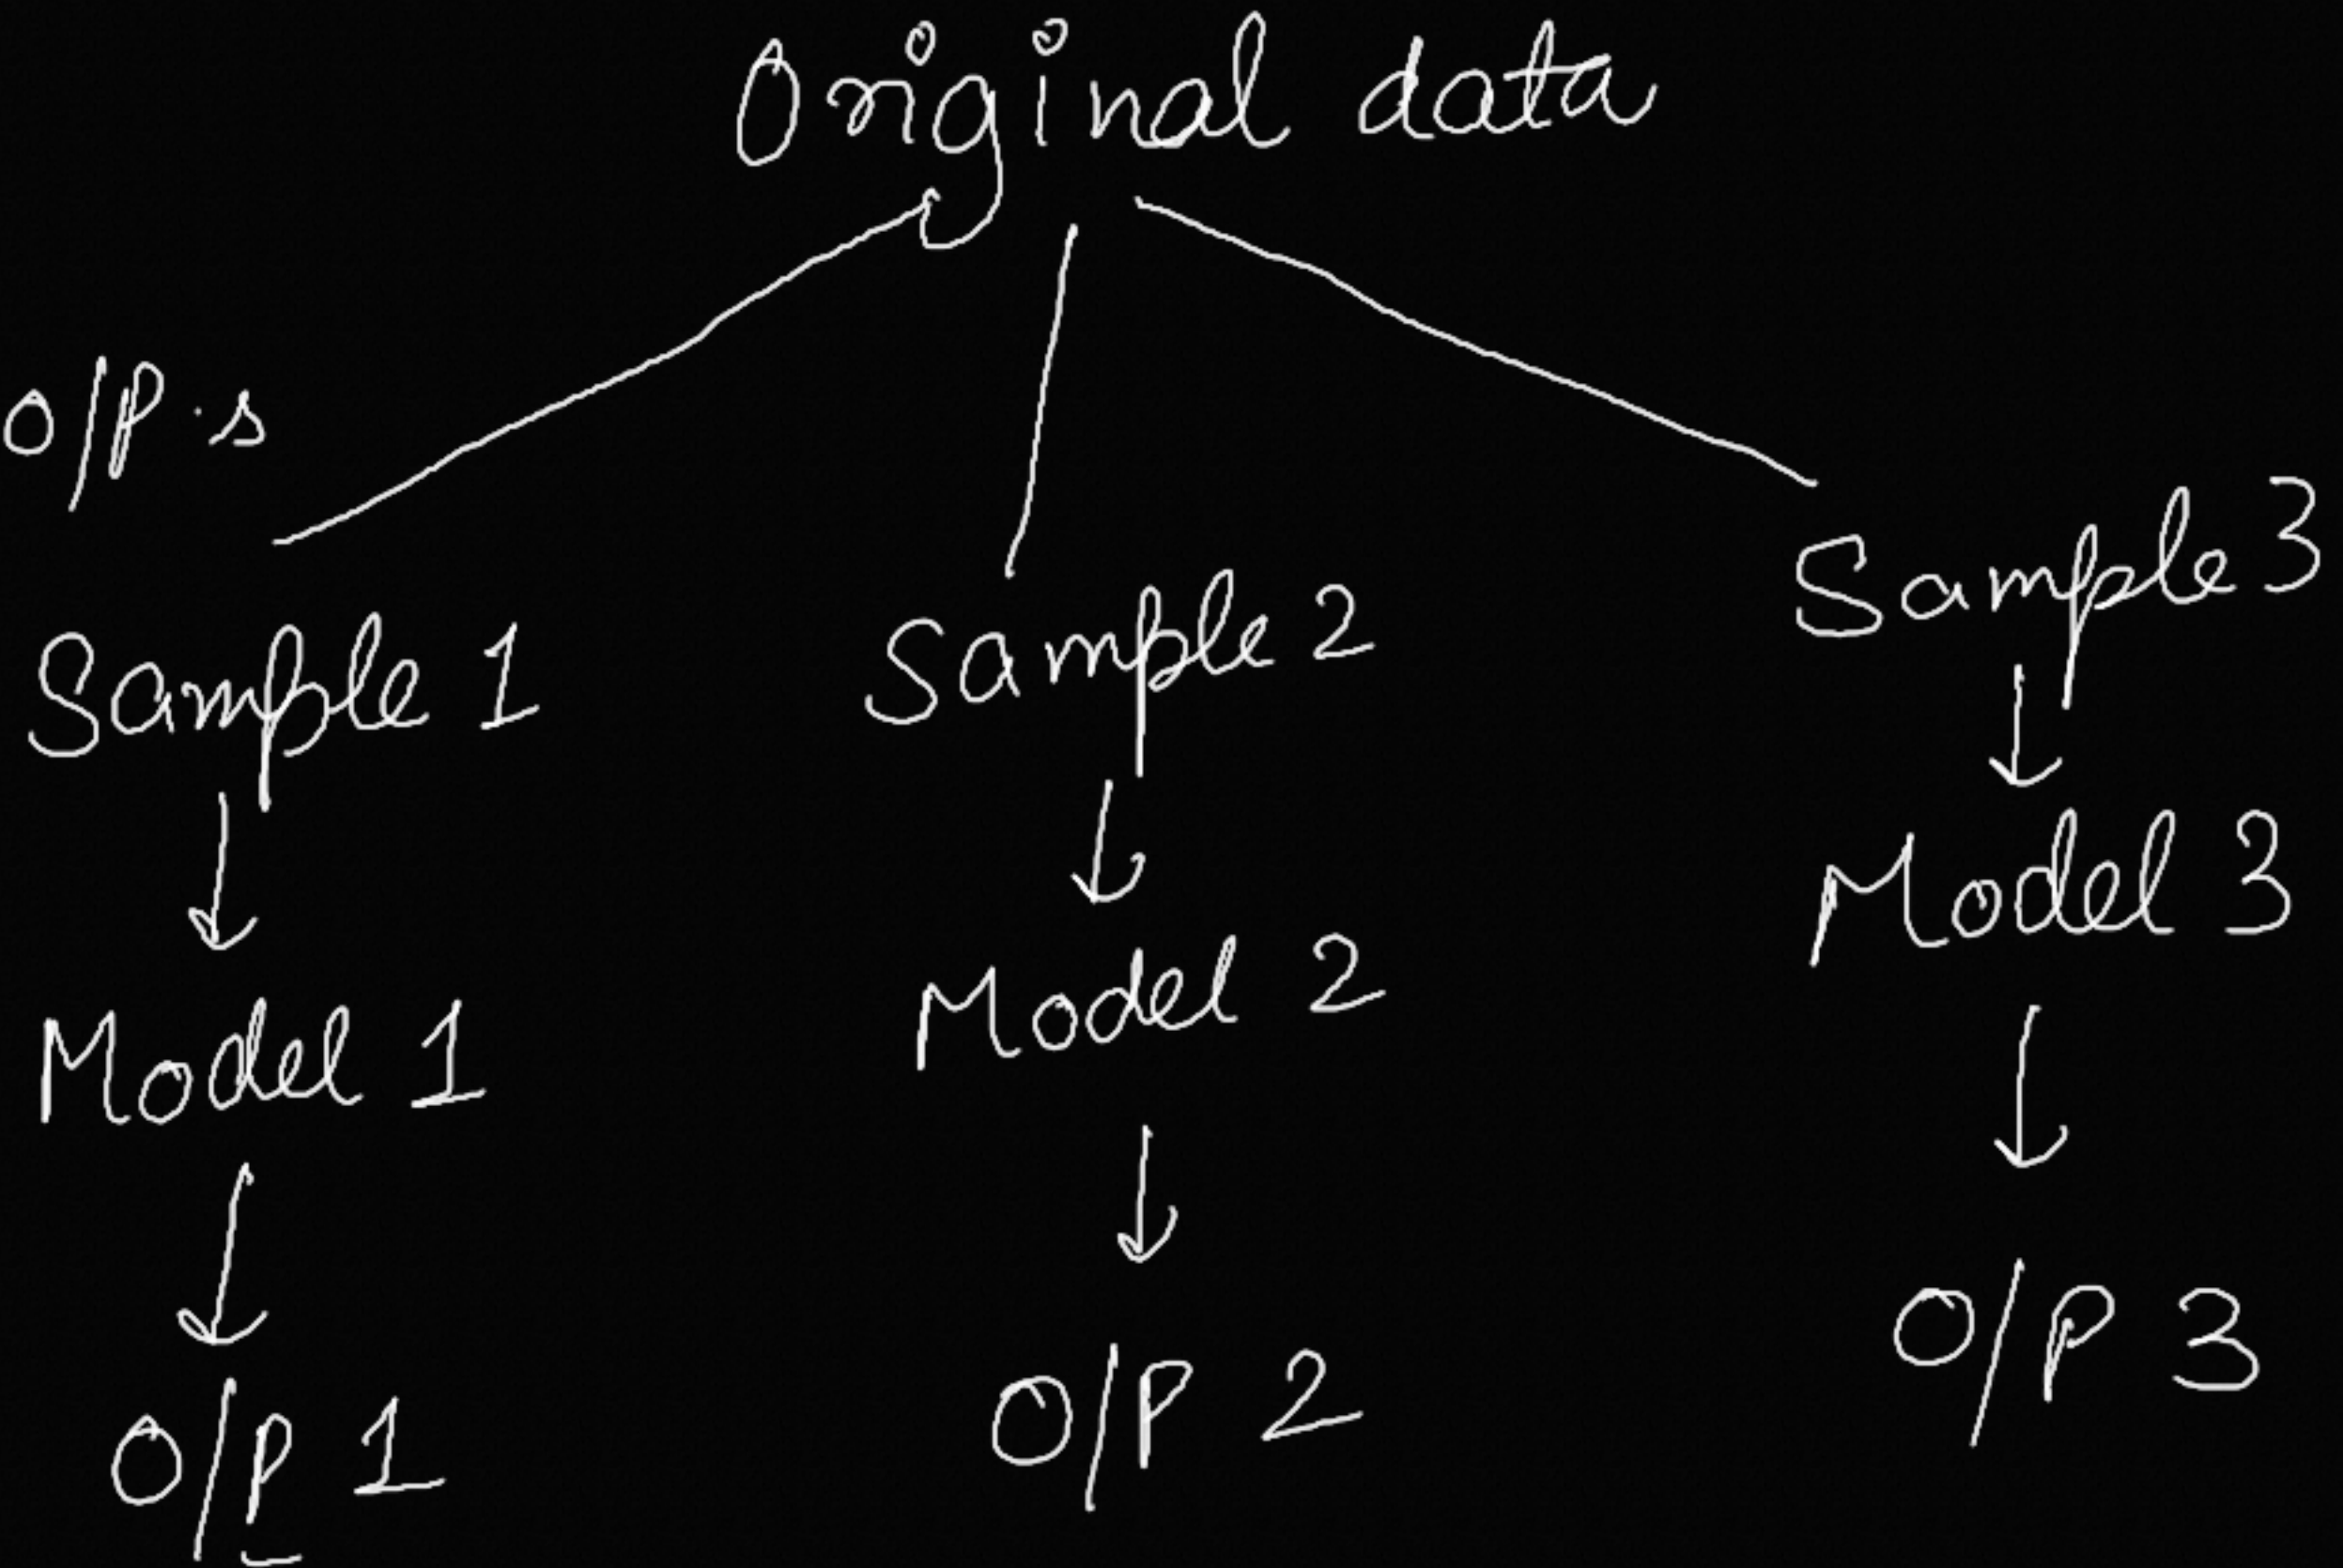 Original data
O/P.s
Sample 1 Sample 2 Sample 3
Model 1 Model 2 Model 3
O/P 1 O/P 2 O/P 3